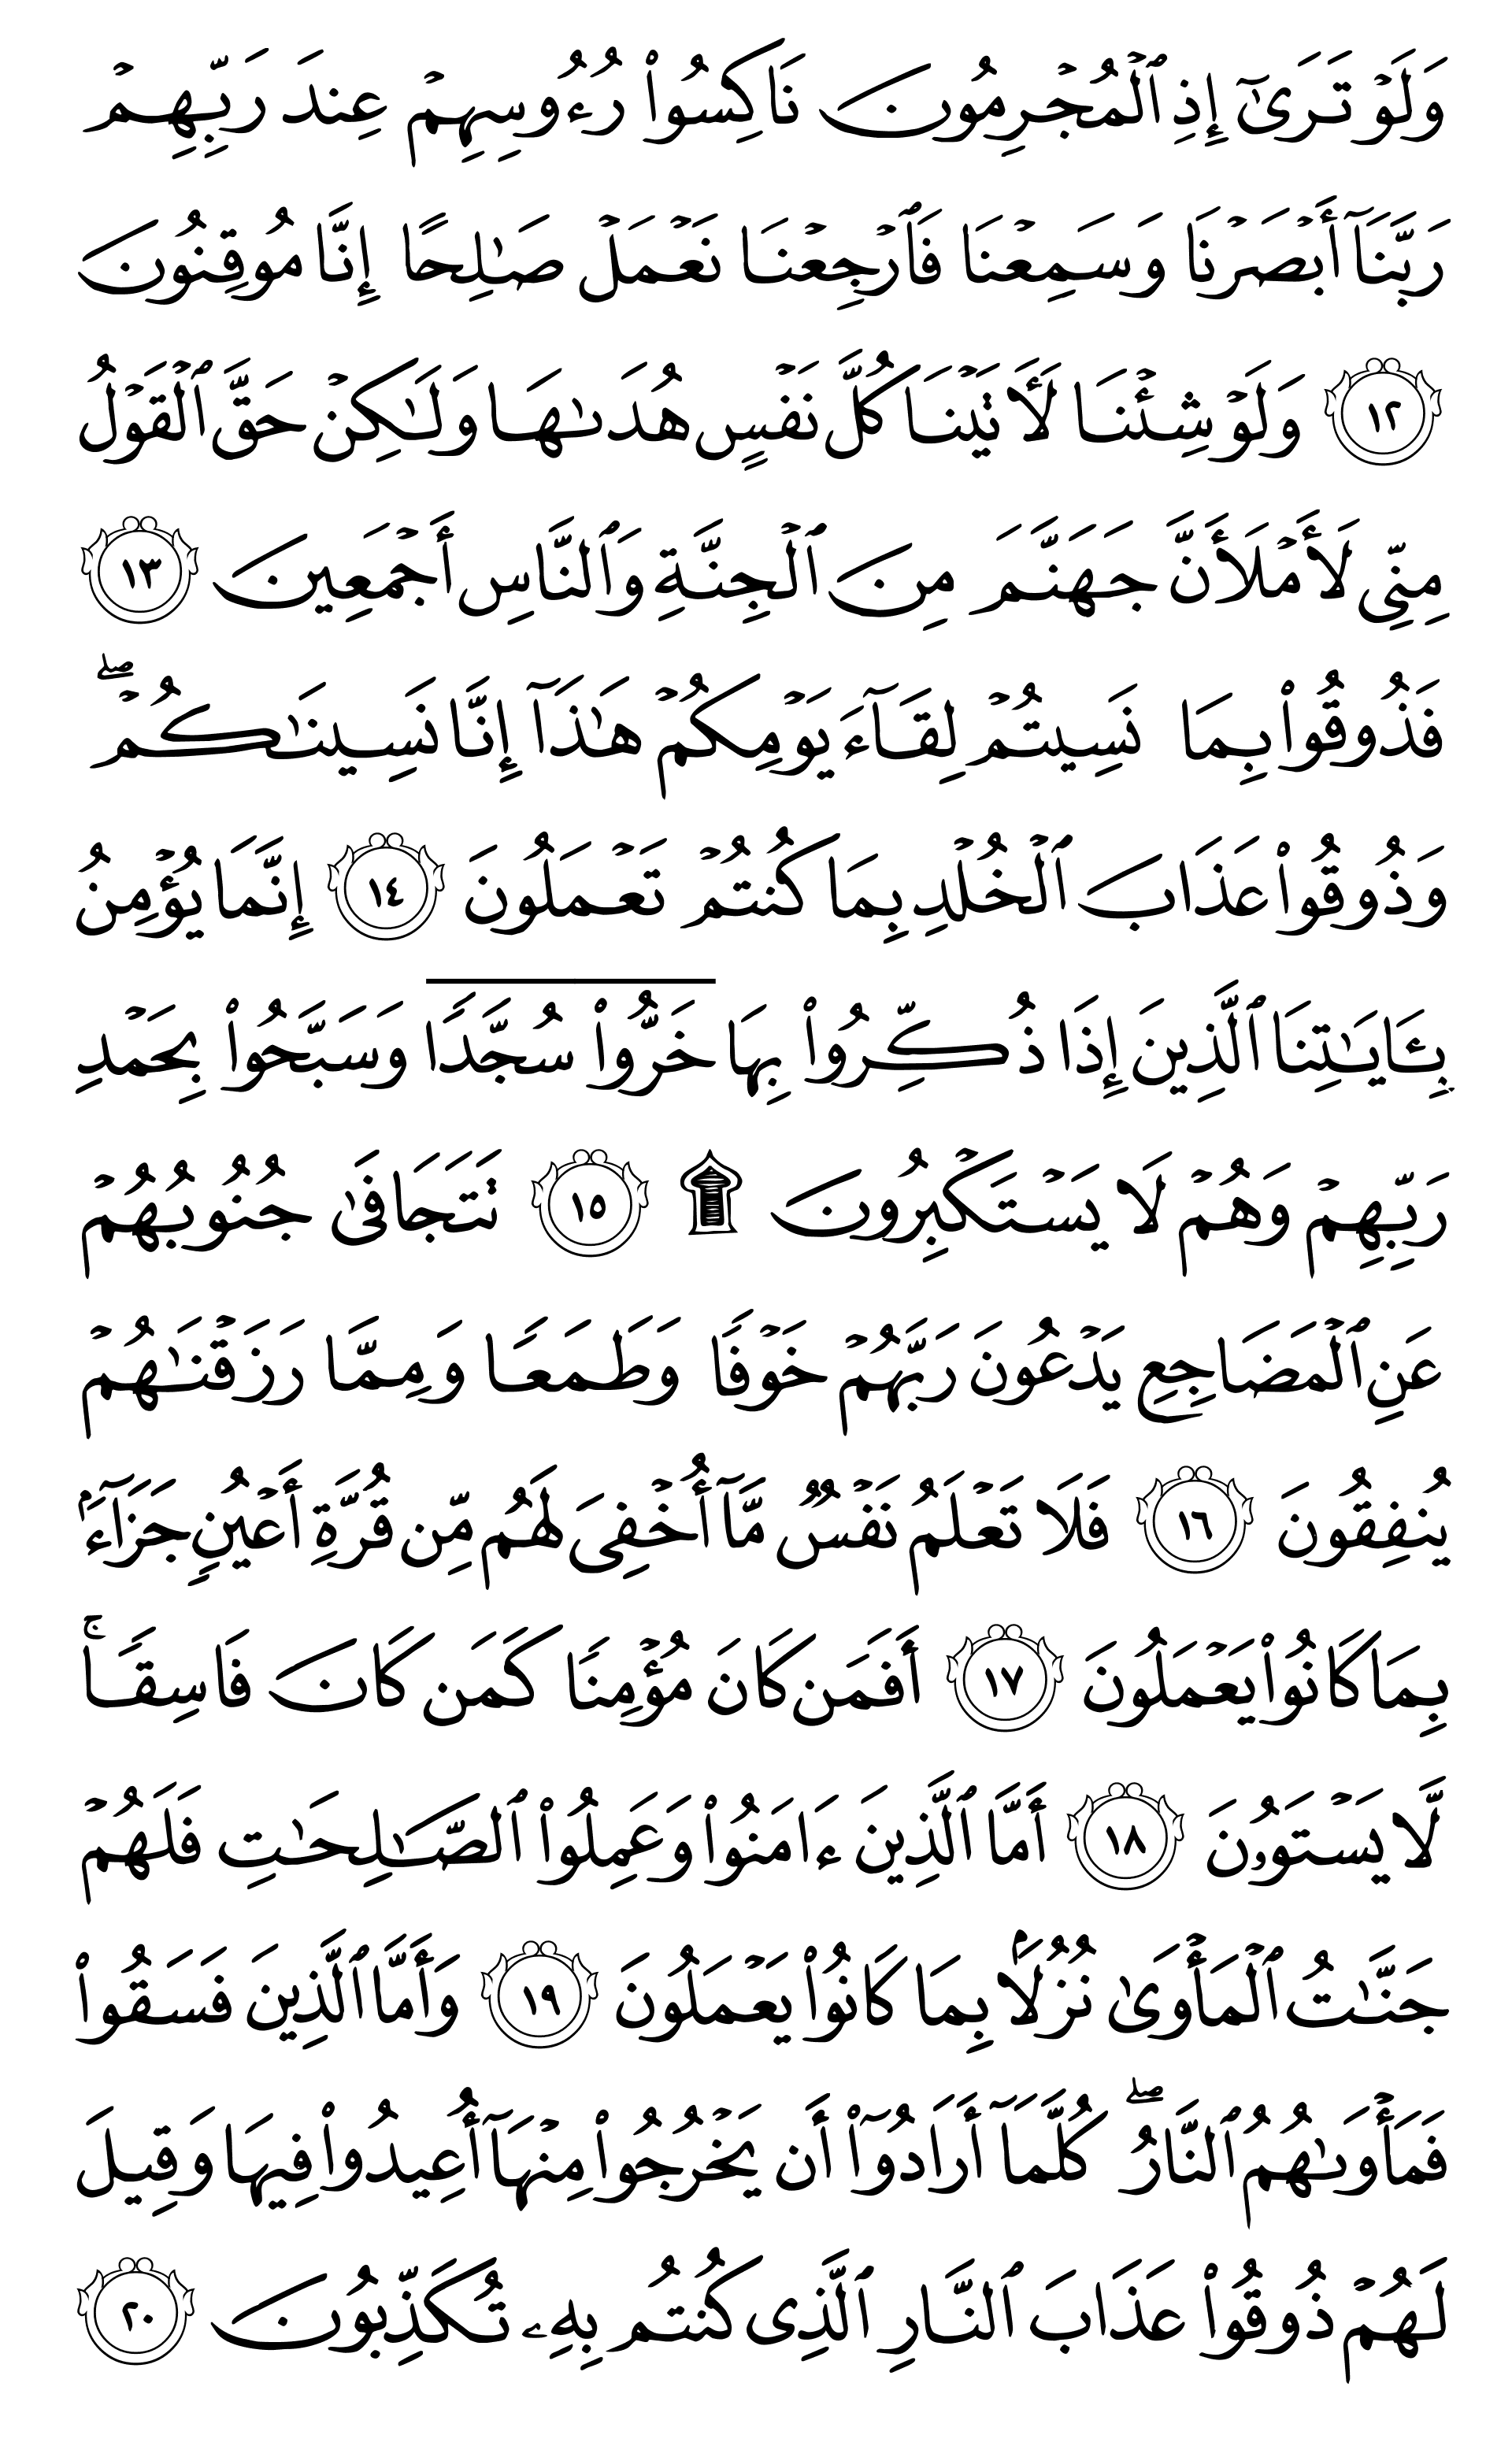 وَلَوۡ تَرَىٰٓ إِذِ ٱلۡمُجۡرِمُونَ نَاكِسُواْ رُءُوسِهِمۡ عِندَ رَبِّهِمۡ
رَبَّنَآ أَبۡصَرۡنَا وَسَمِعۡنَا فَٱرۡجِعۡنَا نَعۡمَلۡ صَٰلِحًا إِنَّا مُوقِنُونَ
١٢ وَلَوۡ شِئۡنَا لَأٓتَيۡنَا كُلَّ نَفۡسٍ هُدَىٰهَا وَلَٰكِنۡ حَقَّ ٱلۡقَوۡلُ
مِنِّي لَأَمۡلَأَنَّ جَهَنَّمَ مِنَ ٱلۡجِنَّةِ وَٱلنَّاسِ أَجۡمَعِينَ ١٣
فَذُوقُواْ بِمَا نَسِيتُمۡ لِقَآءَ يَوۡمِكُمۡ هَٰذَآ إِنَّا نَسِينَٰكُمۡۖ
وَذُوقُواْ عَذَابَ ٱلۡخُلۡدِ بِمَا كُنتُمۡ تَعۡمَلُونَ ١٤ إِنَّمَا يُؤۡمِنُ
بِـَٔايَٰتِنَا ٱلَّذِينَ إِذَا ذُكِّرُواْ بِهَا خَرُّواْۤ سُجَّدٗاۤ وَسَبَّحُواْ بِحَمۡدِ
رَبِّهِمۡ وَهُمۡ لَا يَسۡتَكۡبِرُونَ ۩ ١٥ تَتَجَافَىٰ جُنُوبُهُمۡ
عَنِ ٱلۡمَضَاجِعِ يَدۡعُونَ رَبَّهُمۡ خَوۡفٗا وَطَمَعٗا وَمِمَّا رَزَقۡنَٰهُمۡ
يُنفِقُونَ ١٦ فَلَا تَعۡلَمُ نَفۡسٞ مَّآ أُخۡفِيَ لَهُم مِّن قُرَّةِ أَعۡيُنٖ جَزَآءَۢ
بِمَا كَانُواْ يَعۡمَلُونَ ١٧ أَفَمَن كَانَ مُؤۡمِنٗا كَمَن كَانَ فَاسِقٗاۚ
لَّا يَسۡتَوُۥنَ ١٨ أَمَّا ٱلَّذِينَ ءَامَنُواْ وَعَمِلُواْ ٱلصَّٰلِحَٰتِ فَلَهُمۡ
جَنَّٰتُ ٱلۡمَأۡوَىٰ نُزُلَۢا بِمَا كَانُواْ يَعۡمَلُونَ ١٩ وَأَمَّا ٱلَّذِينَ فَسَقُواْ
فَمَأۡوَىٰهُمُ ٱلنَّارُۖ كُلَّمَآ أَرَادُوٓاْ أَن يَخۡرُجُواْ مِنۡهَآ أُعِيدُواْ فِيهَا وَقِيلَ
لَهُمۡ ذُوقُواْ عَذَابَ ٱلنَّارِ ٱلَّذِي كُنتُم بِهِۦ تُكَذِّبُونَ ٢٠